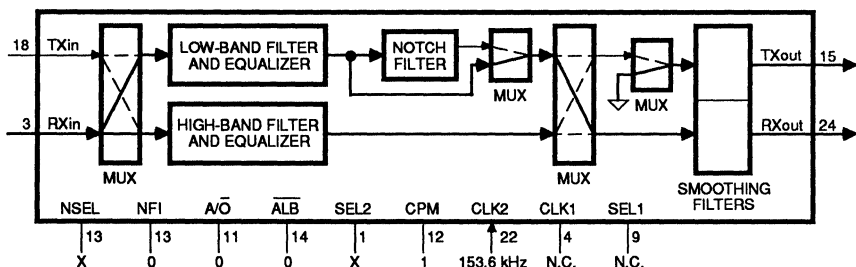 18 TXin
LOW-BAND FILTER
AND EQUALIZER
NOTCH
FILTER
MUX
MUX
TXout 15
3 RXin
HIGH-BAND FILTER
AND EQUALIZER
RXout 24
MUX
MUX
SMOOTHING
FILTERS
NSEL NFI A/O̅ A̅L̅B̅ SEL2 CPM CLK2 CLK1 SEL1
13 13 11 14 1 12 22 4 9
X 0 0 0 X 1 153.6 kHz N.C. N.C.